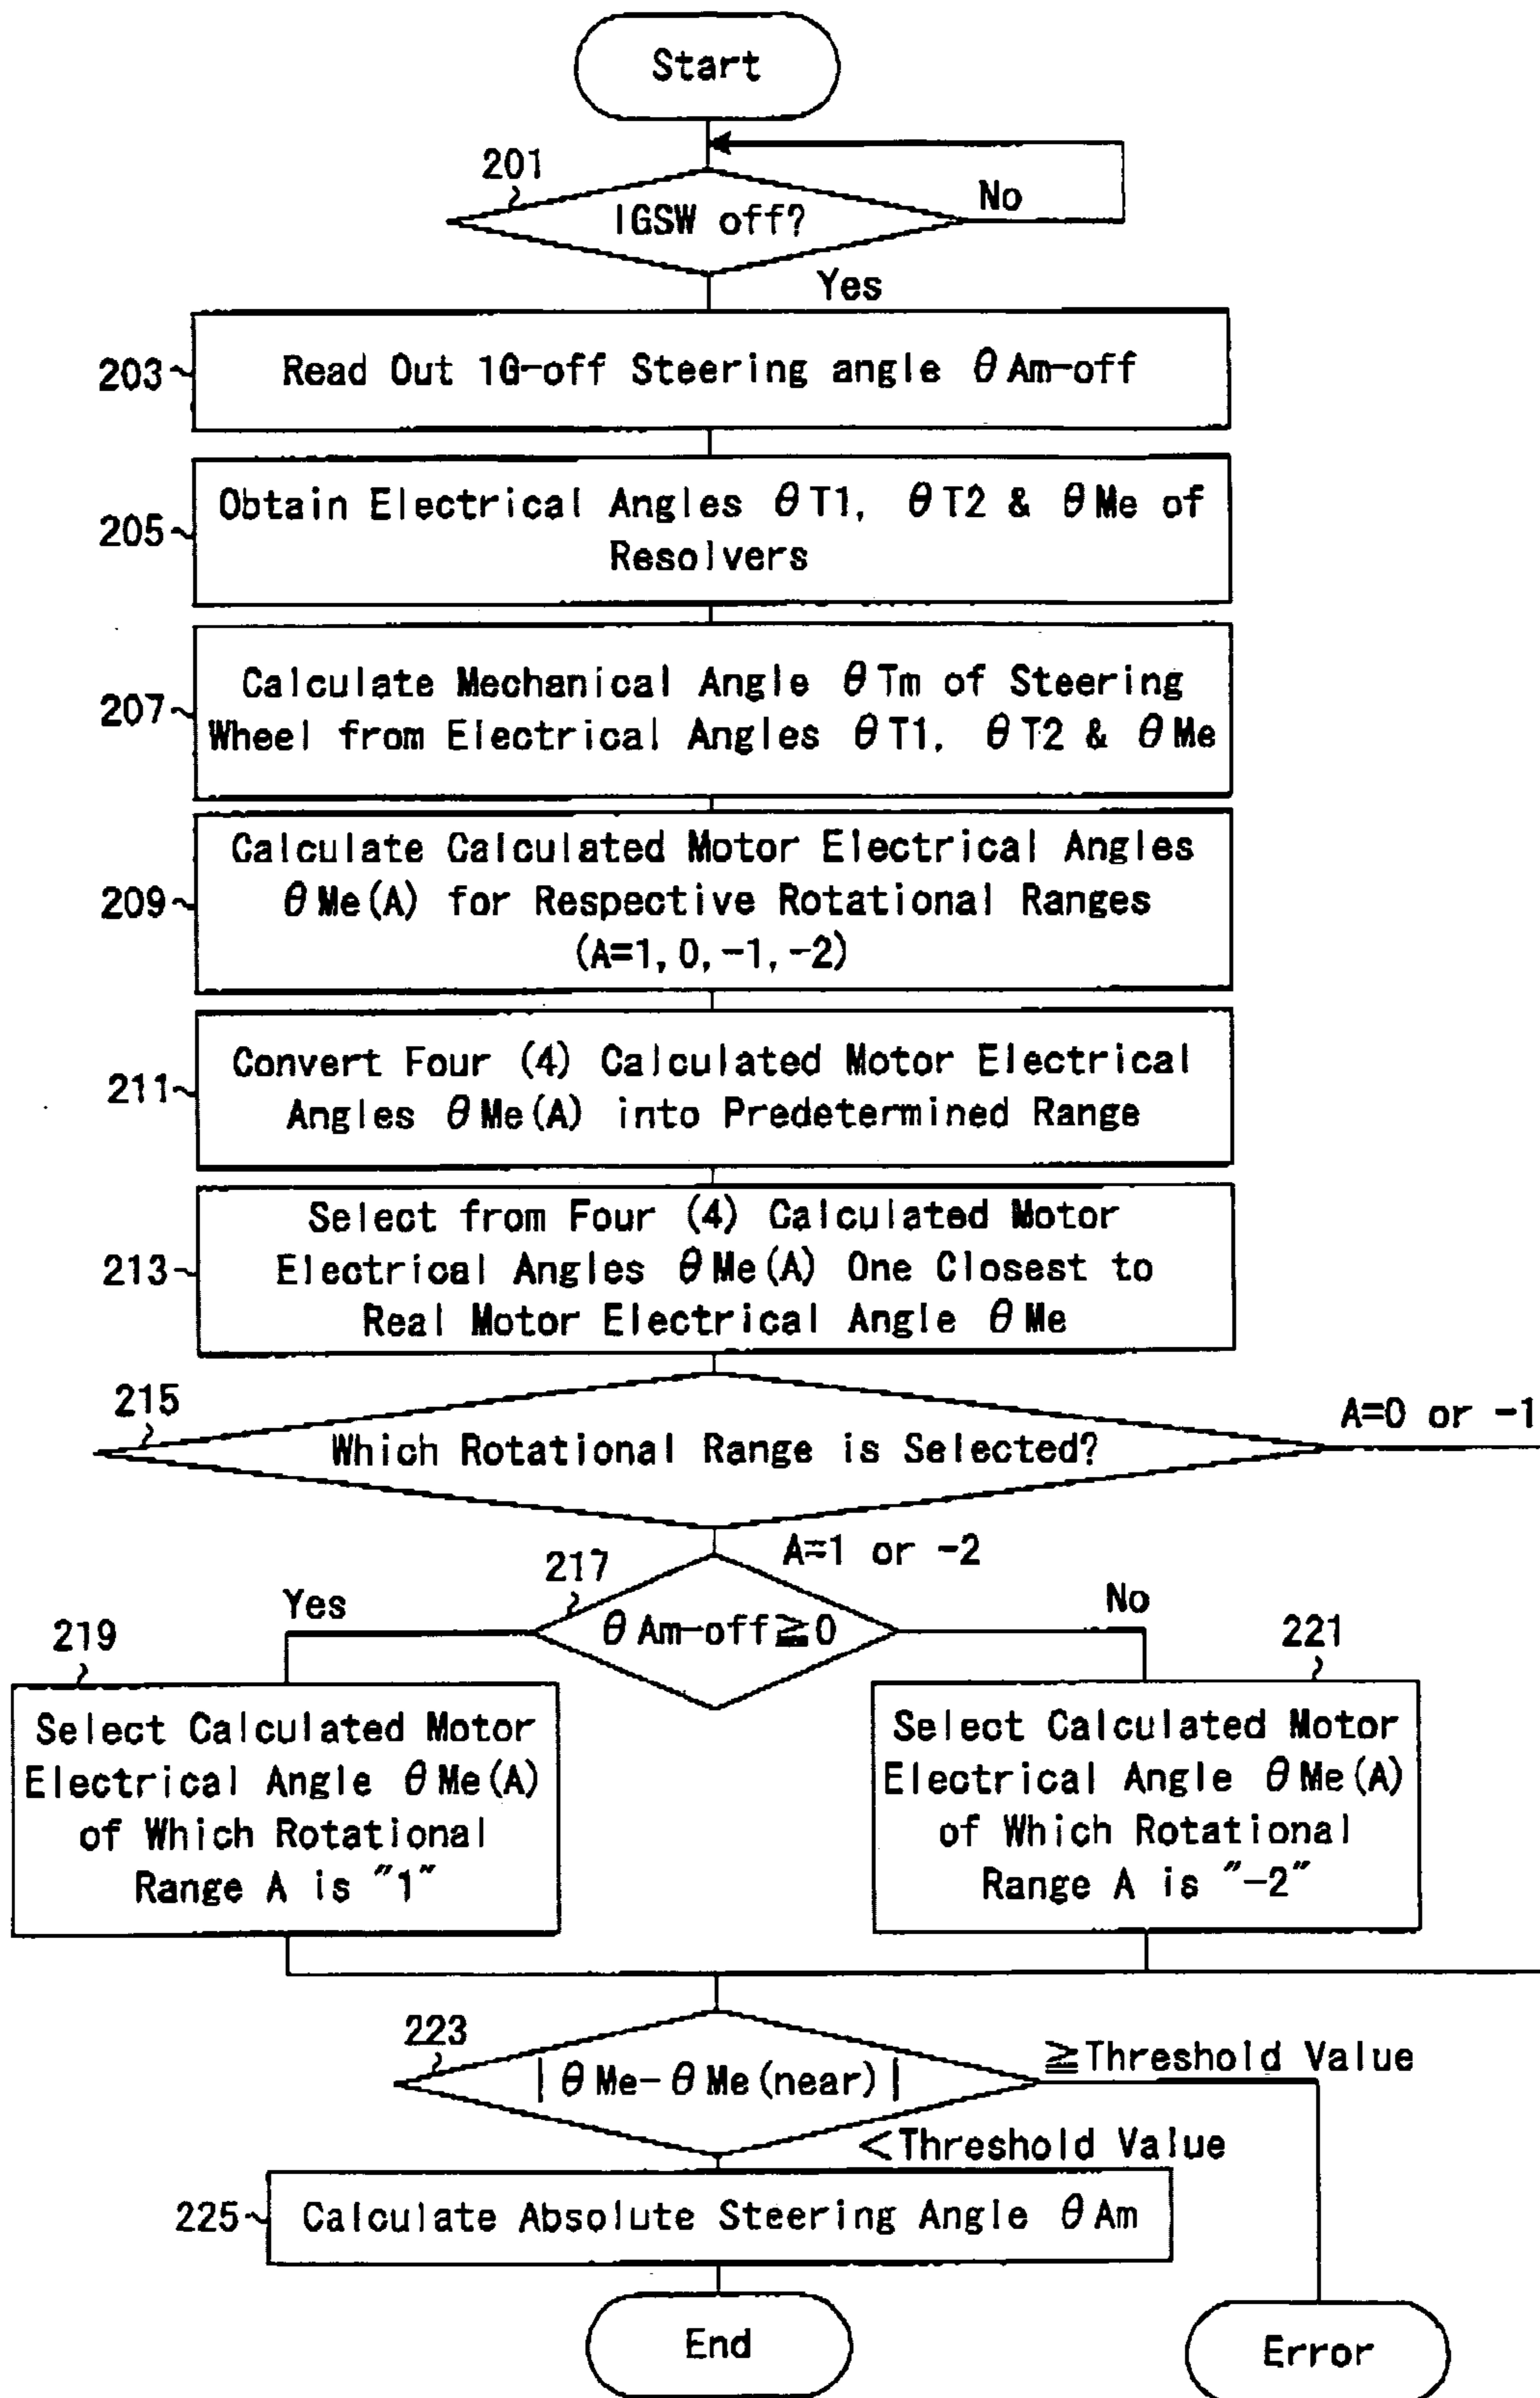 Start
201
IGSW off?
No
Yes
203
Read Out 1G-off Steering angle θAm-off
205
Obtain Electrical Angles θT1, θT2 & θMe of
Resolvers
207
Calculate Mechanical Angle θTm of Steering
Wheel from Electrical Angles θT1, θT2 & θMe
209
Calculate Calculated Motor Electrical Angles
θMe(A) for Respective Rotational Ranges
(A=1, 0, -1, -2)
211
Convert Four (4) Calculated Motor Electrical
Angles θMe(A) into Predetermined Range
213
Select from Four (4) Calculated Motor
Electrical Angles θMe(A) One Closest to
Real Motor Electrical Angle θMe
215
Which Rotational Range is Selected?
A=0 or -1
A=1 or -2
217
θAm-off≧0
Yes
No
219
Select Calculated Motor
Electrical Angle θMe(A)
of Which Rotational
Range A is "1"
221
Select Calculated Motor
Electrical Angle θMe(A)
of Which Rotational
Range A is "-2"
223
|θMe-θMe(near)|
≧Threshold Value
<Threshold Value
225
Calculate Absolute Steering Angle θAm
End
Error